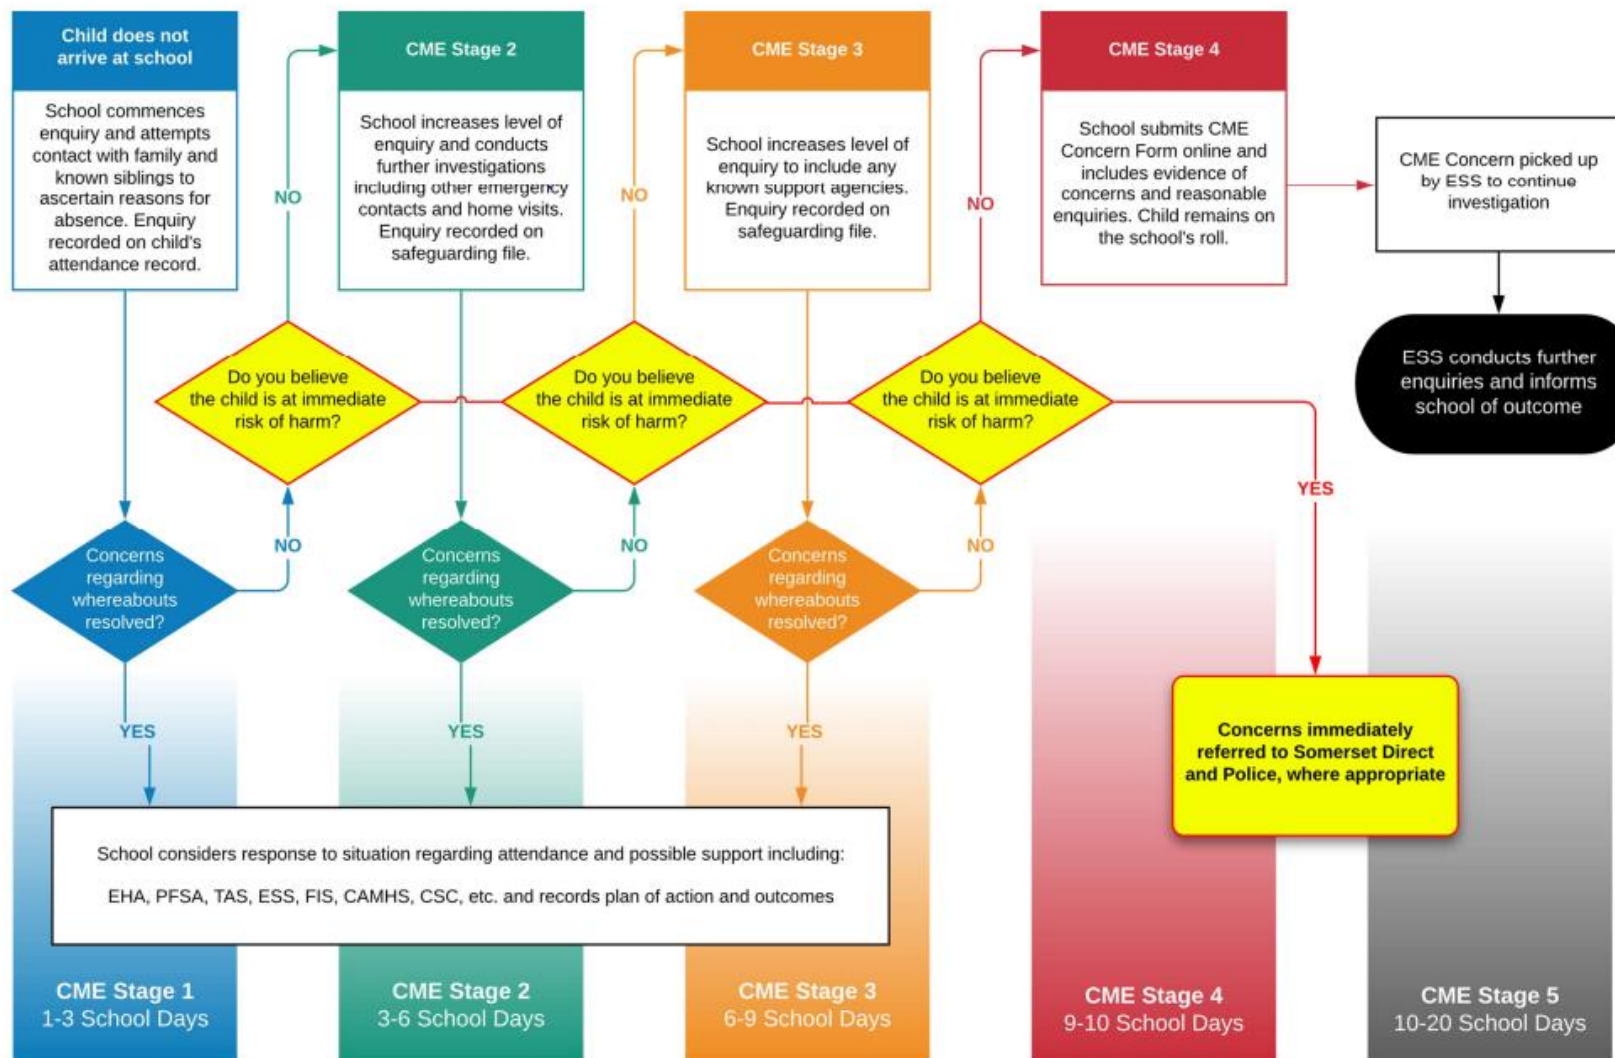 Child does not
arrive at school
School commences
enquiry and attempts
contact with family and
known siblings to
ascertain reasons for
absence. Enquiry
recorded on child's
attendance record.
NO
CME Stage 2
School increases level of
enquiry and conducts
further investigations
including other emergency
contacts and home visits.
Enquiry recorded on
safeguarding file.
NO
CME Stage 3
School increases level of
enquiry to include any
known support agencies.
Enquiry recorded on
safeguarding file.
NO
CME Stage 4
School submits CME
Concern Form online and
includes evidence of
concerns and reasonable
enquiries. Child remains on
the school's roll.
CME Concern picked up
by ESS to continue
investigation
ESS conducts further
enquiries and informs
school of outcome
Do you believe
the child is at immediate
risk of harm?
Do you believe
the child is at immediate
risk of harm?
Do you believe
the child is at immediate
risk of harm?
YES
Concerns
regarding
whereabouts
resolved?
NO
Concerns
regarding
whereabouts
resolved?
NO
Concerns
regarding
whereabouts
resolved?
NO
YES
YES
YES
Concerns immediately
referred to Somerset Direct
and Police, where appropriate
School considers response to situation regarding attendance and possible support including:
EHA, PFSA, TAS, ESS, FIS, CAMHS, CSC, etc. and records plan of action and outcomes
CME Stage 1
1-3 School Days
CME Stage 2
3-6 School Days
CME Stage 3
6-9 School Days
CME Stage 4
9-10 School Days
CME Stage 5
10-20 School Days